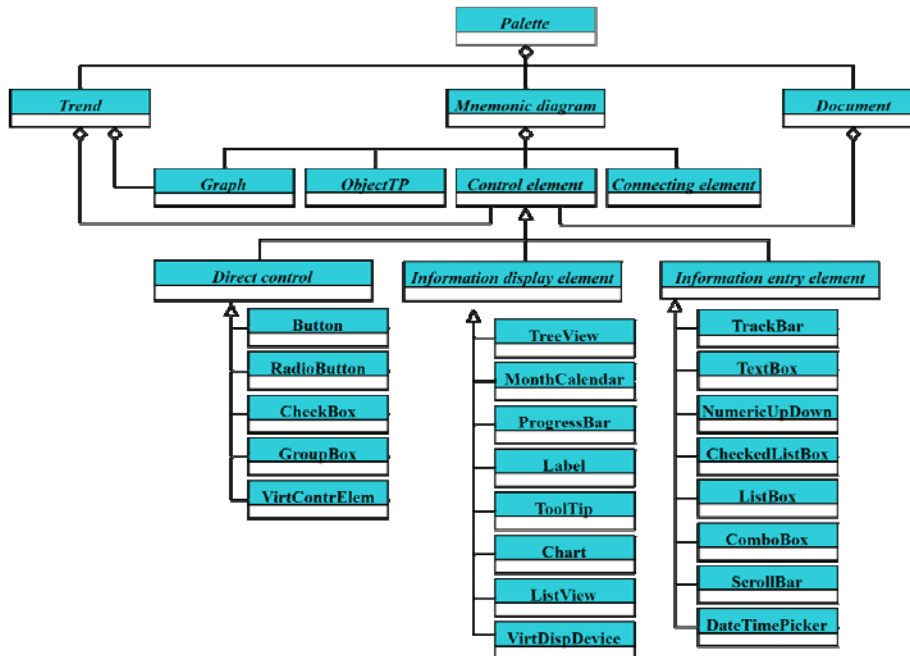 Palette
Trend
Mnemonic diagram
Document
Graph
ObjectTP
Control element
Connecting element
Direct control
Information display element
Information entry element
Button
RadioButton
CheckBox
GroupBox
VirtContrElem
TreeView
MonthCalendar
ProgressBar
Label
ToolTip
Chart
ListView
VirtDispDevice
TrackBar
TextBox
NumericUpDown
CheckedListBox
ListBox
ComboBox
ScrollBar
DateTimePicker